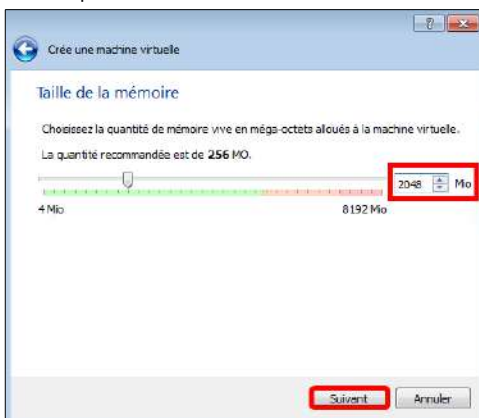 Crée une machine virtuelle
Taille de la mémoire
Choisissez la quantité de mémoire vive en méga-octets alloués à la machine virtuelle.
La quantité recommandée est de 256 MO.
2048 Mio
4 Mio 8192 Mio
Suivant Annuler